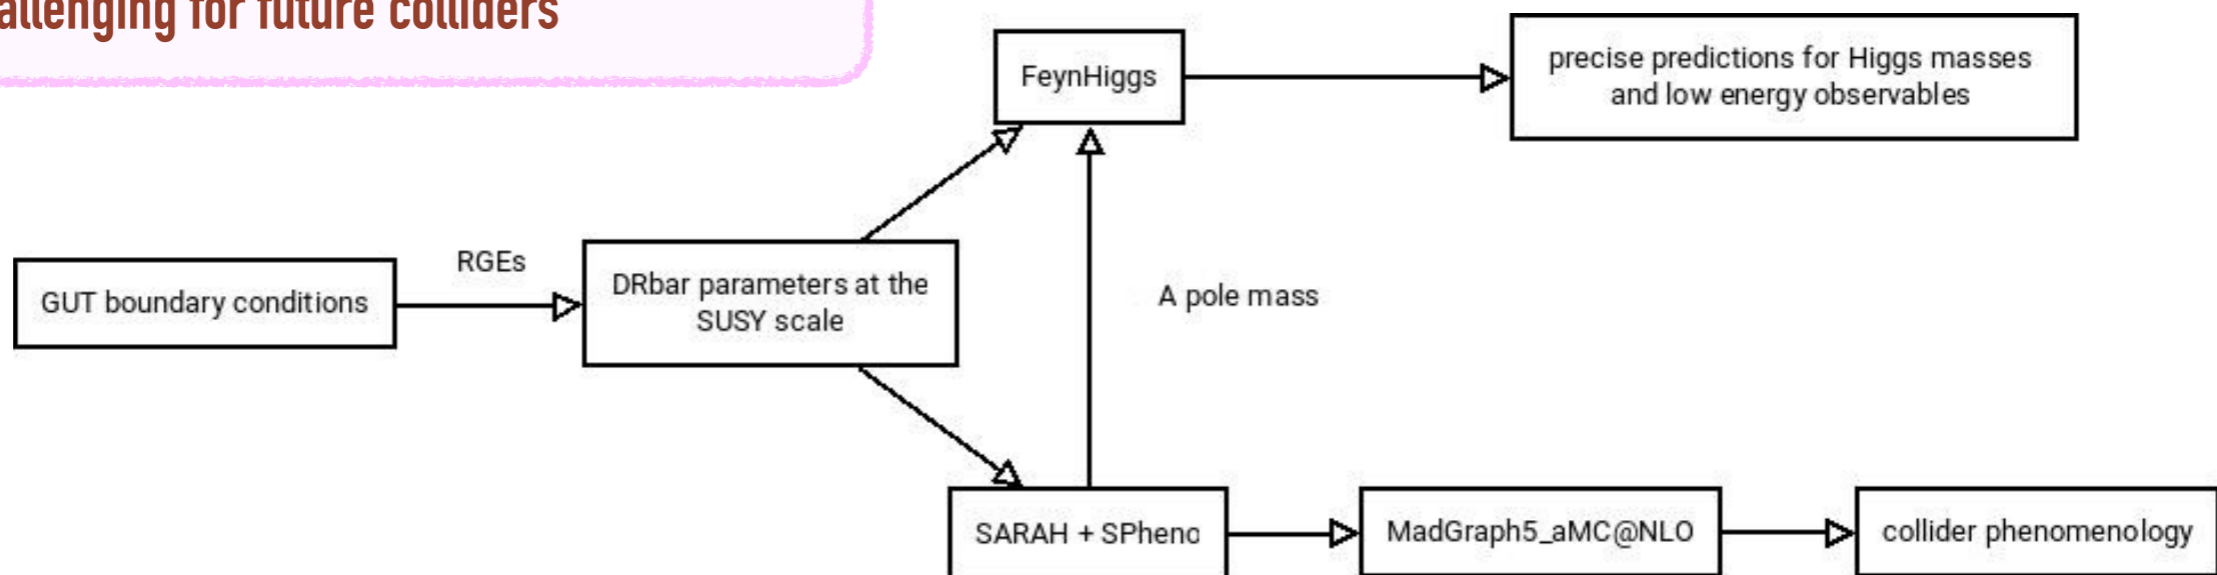 allenging for future colliders
FeynHiggs
precise predictions for Higgs masses
and low energy observables
RGEs
GUT boundary conditions
DRbar parameters at the
SUSY scale
A pole mass
SARAH + SPheno
MadGraph5_aMC@NLO
collider phenomenology